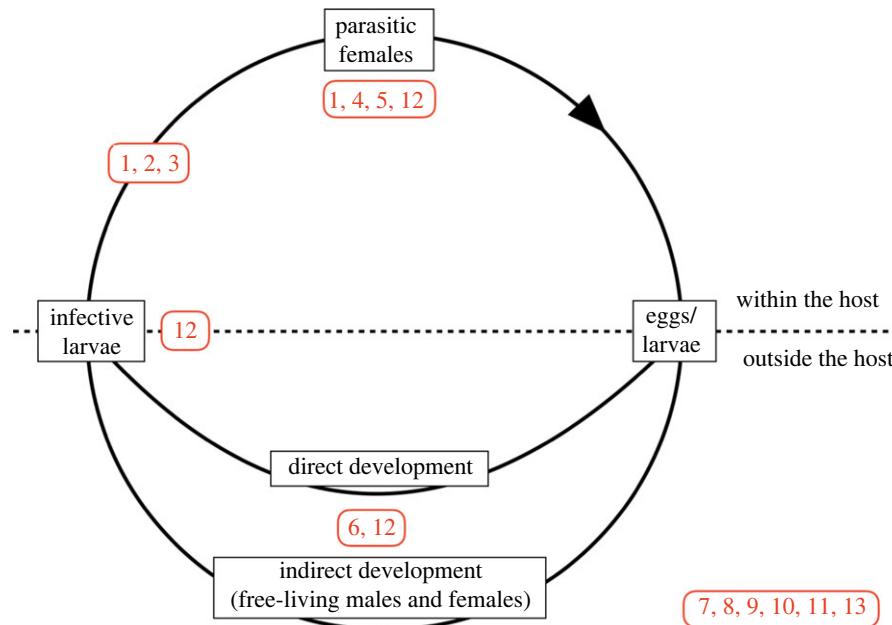 parasitic
females
1, 4, 5, 12
1, 2, 3
within the host
infective
larvae
12
eggs/
larvae
outside the host
direct development
6, 12
indirect development
(free-living males and females)
7, 8, 9, 10, 11, 13